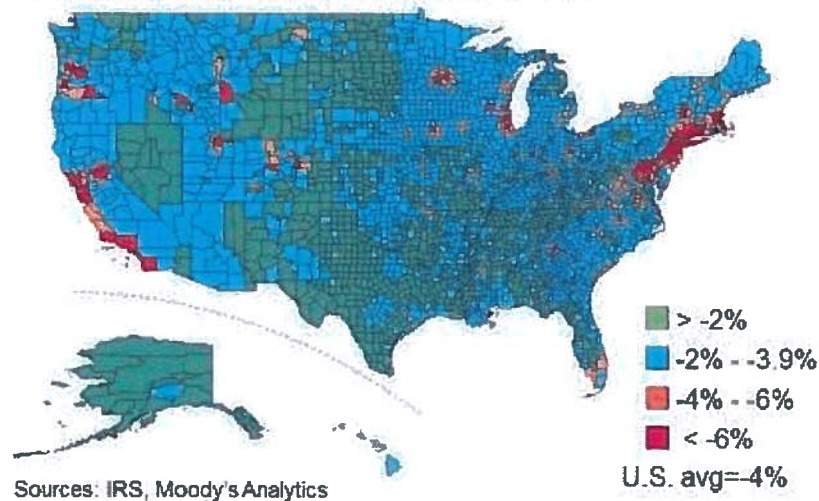 > -2%
-2% - -3.9%
-4% - -6%
< -6%
U.S. avg=-4%
Sources: IRS, Moody's Analytics